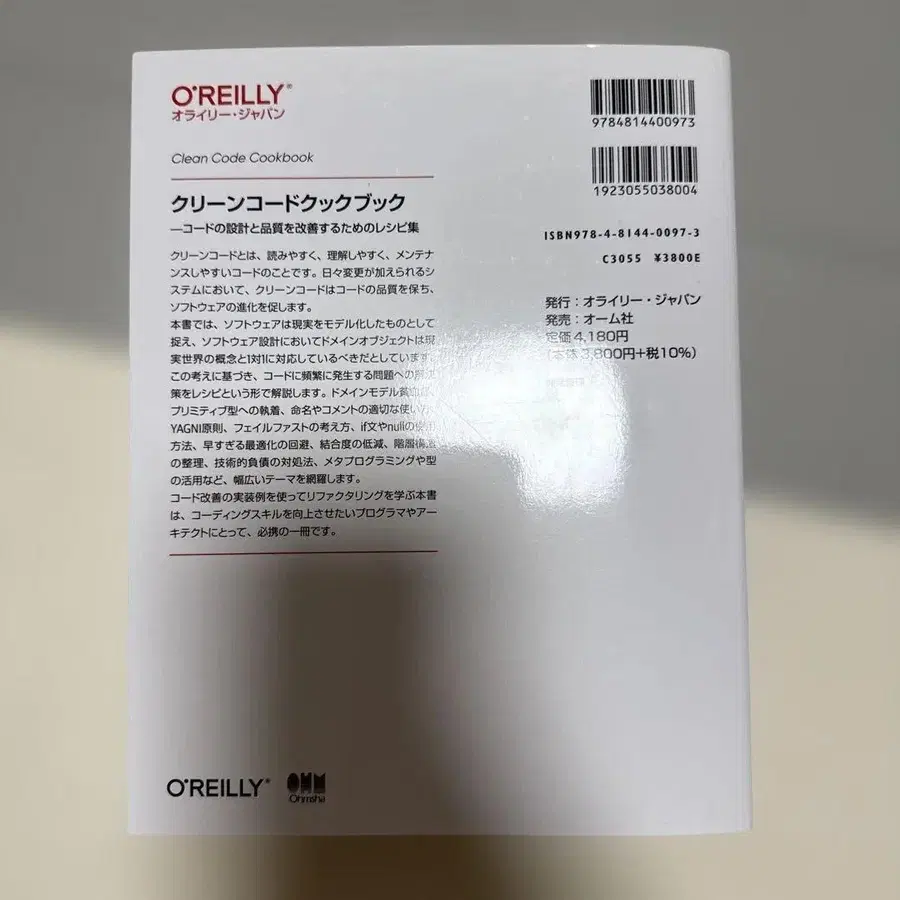 O'REILLY®
オライリー・ジャパン
Clean Code Cookbook
クリーンコードクックブック
―コードの設計と品質を改善するためのレシピ集
クリーンコードとは、読みやすく、理解しやすく、メンテナ
ンスしやすいコードのことです。日々変更が加えられるシ
ステムにおいて、クリーンコードはコードの品質を保ち、
ソフトウェアの進化を促します。
本書では、ソフトウェアは現実をモデル化したものとして
捉え、ソフトウェア設計においてドメインオブジェクトは現
実世界の概念と1対1に対応しているべきだとしています。
この考えに基づき、コードに頻繁に発生する問題への
策をレシピという形で解説します。ドメインモデル貧血
プリミティブ型への執着、命名やコメントの適切な使い方、
YAGNI原則、フェイルファストの考え方、if文やnullの使用
方法、早すぎる最適化の回避、結合度の低減、階層構造
の整理、技術的負債の対処法、メタプログラミングや型
の活用など、幅広いテーマを網羅します。
コード改善の実装例を使ってリファクタリングを学ぶ本書
は、コーディングスキルを向上させたいプログラマやアー
キテクトにとって、必携の一冊です。
9784814400973
1923055038004
ISBN978-4-8144-0097-3
C3055 ¥3800E
発行：オライリー・ジャパン
発売：オーム社
定価4,180円
(本体3,800円+税10%)
O'REILLY®
OHM
Ohmsha